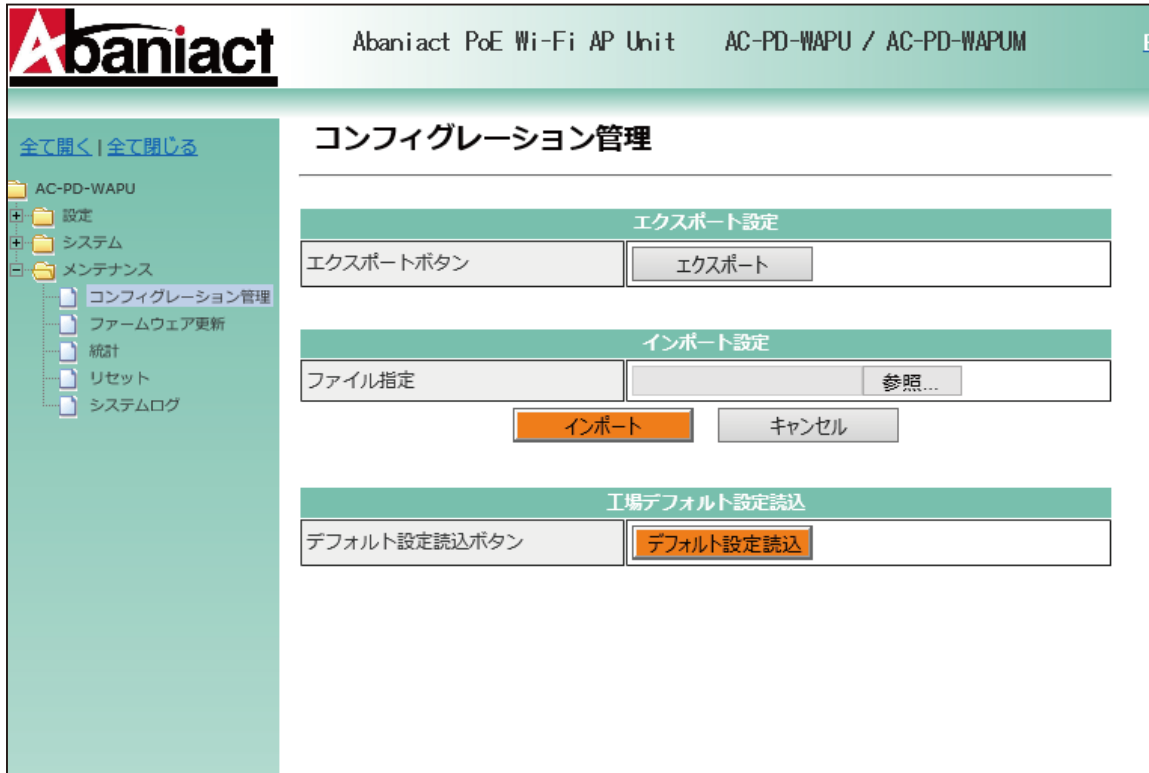 Abaniact
Abaniact PoE Wi-Fi AP Unit AC-PD-WAPU / AC-PD-WAPUM
全て開く | 全て閉じる
AC-PD-WAPU
設定
システム
メンテナンス
コンフィグレーション管理
ファームウェア更新
統計
リセット
システムログ
コンフィグレーション管理
エクスポート設定
エクスポートボタン エクスポート
インポート設定
ファイル指定 参照...
インポート キャンセル
工場デフォルト設定読込
デフォルト設定読込ボタン デフォルト設定読込